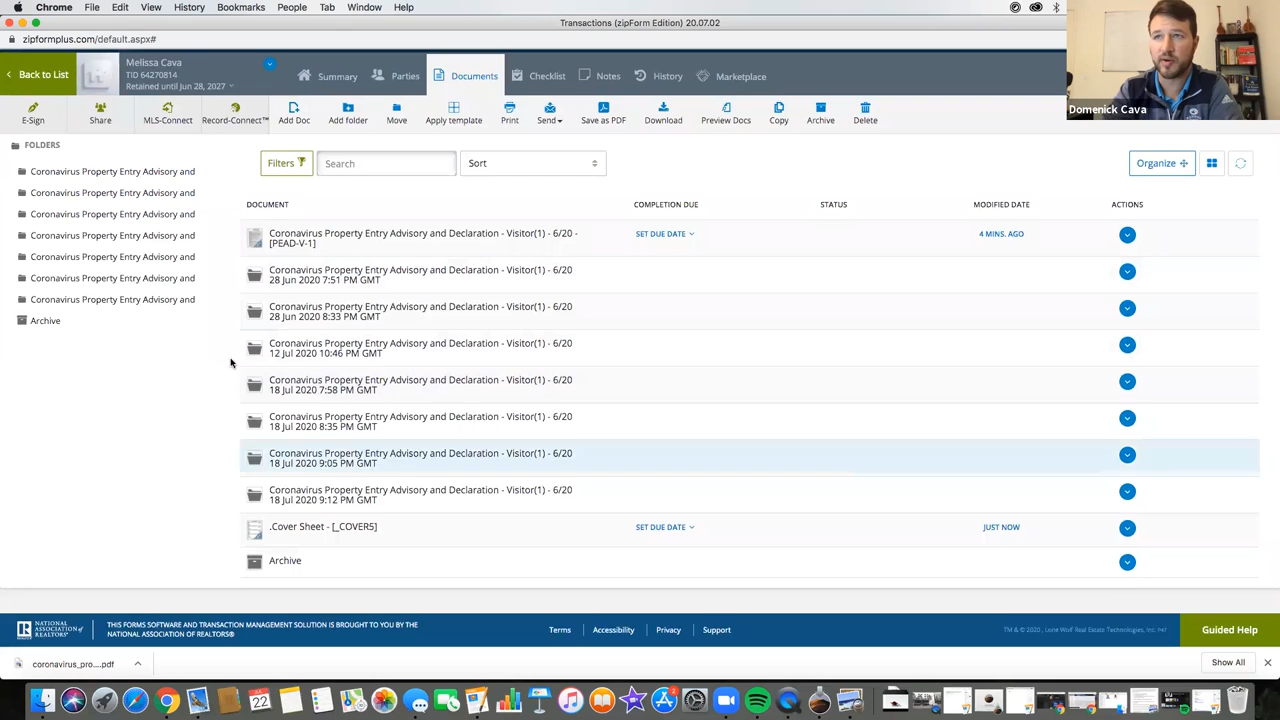 Chrome File Edit View History Bookmarks People Tab Window Help
Transactions (zipForm Edition) 20.07.02
zipformplus.com/default.aspx#
Back to List
Melissa Cava
TID 64270814
Retained until Jun 28, 2027
Summary Parties Documents Checklist Notes History Marketplace
Domenick Cava
E-Sign Share MLS-Connect Record-Connect™ Add Doc Add folder Move Apply template Print Send Save as PDF Download Preview Docs Copy Archive Delete
FOLDERS
Coronavirus Property Entry Advisory and
Coronavirus Property Entry Advisory and
Coronavirus Property Entry Advisory and
Coronavirus Property Entry Advisory and
Coronavirus Property Entry Advisory and
Coronavirus Property Entry Advisory and
Coronavirus Property Entry Advisory and
Archive
Filters Search Sort Organize
DOCUMENT COMPLETION DUE STATUS MODIFIED DATE ACTIONS
Coronavirus Property Entry Advisory and Declaration - Visitor(1) - 6/20 - SET DUE DATE 4 MINS. AGO
[PEAD-V-1]
Coronavirus Property Entry Advisory and Declaration - Visitor(1) - 6/20
28 Jun 2020 7:51 PM GMT
Coronavirus Property Entry Advisory and Declaration - Visitor(1) - 6/20
28 Jun 2020 8:33 PM GMT
Coronavirus Property Entry Advisory and Declaration - Visitor(1) - 6/20
12 Jul 2020 10:46 PM GMT
Coronavirus Property Entry Advisory and Declaration - Visitor(1) - 6/20
18 Jul 2020 7:58 PM GMT
Coronavirus Property Entry Advisory and Declaration - Visitor(1) - 6/20
18 Jul 2020 8:35 PM GMT
Coronavirus Property Entry Advisory and Declaration - Visitor(1) - 6/20
18 Jul 2020 9:05 PM GMT
Coronavirus Property Entry Advisory and Declaration - Visitor(1) - 6/20
18 Jul 2020 9:12 PM GMT
.Cover Sheet - [_COVER5] SET DUE DATE JUST NOW
Archive
NATIONAL ASSOCIATION of REALTORS®
THIS FORMS SOFTWARE AND TRANSACTION MANAGEMENT SOLUTION IS BROUGHT TO YOU BY THE
NATIONAL ASSOCIATION OF REALTORS®
Terms Accessibility Privacy Support
TM & © 2020, Lone Wolf Real Estate Technologies, Inc.
Guided Help
coronavirus_pro....pdf
Show All
22
2